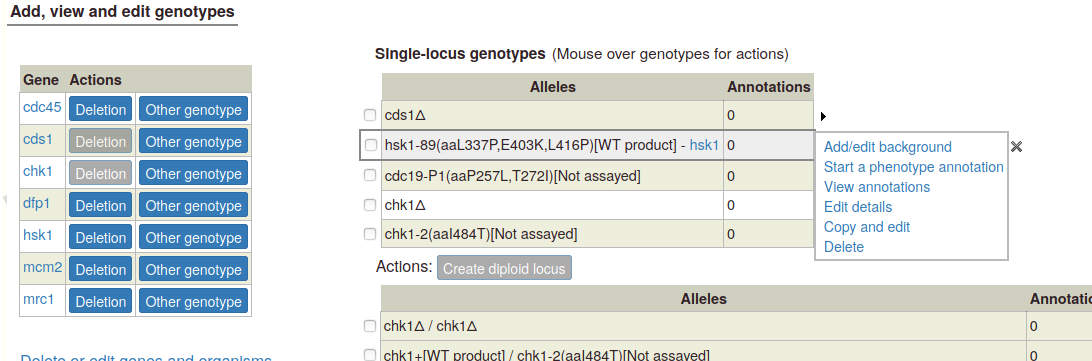 Add, view and edit genotypes
Gene Actions
cdc45 Deletion Other genotype
cds1 Deletion Other genotype
chk1 Deletion Other genotype
dfp1 Deletion Other genotype
hsk1 Deletion Other genotype
mcm2 Deletion Other genotype
mrc1 Deletion Other genotype
Delete or edit genes and organisms
Single-locus genotypes (Mouse over genotypes for actions)
Alleles Annotations
cds1Δ 0
hsk1-89(aaL337P,E403K,L416P)[WT product] - hsk1 0
cdc19-P1(aaP257L,T272I)[Not assayed] 0
chk1Δ 0
chk1-2(aaI484T)[Not assayed] 0
Add/edit background
Start a phenotype annotation
View annotations
Edit details
Copy and edit
Delete
Actions: Create diploid locus
Alleles Annotatio
chk1Δ / chk1Δ 0
chk1+[WT product] / chk1-2(aaI484T)[Not assayed] 0